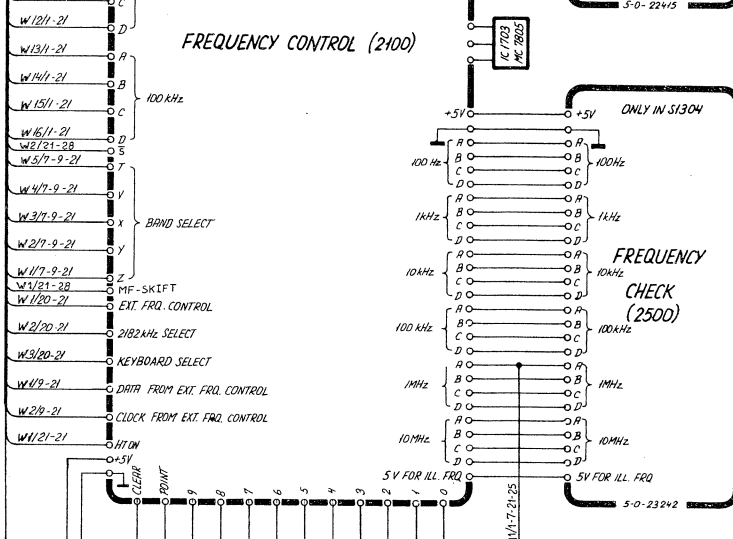 C
W12/1-21
D
W13/1-21
A
W14/1-21
B
W15/1-21
C
W16/1-21
D
100 kHz
W2/21-28
S
W5/7-9-21
T
W4/7-9-21
V
W3/7-9-21
X
BAND SELECT
W2/7-9-21
Y
W1/7-9-21
Z
W1/21-28
MF-SKIFT
W1/20-21
EXT. FRQ. CONTROL
W2/20-21
2182 kHz SELECT
W3/20-21
KEYBOARD SELECT
W1/9-21
DATA FROM EXT. FRQ. CONTROL
W2/9-21
CLOCK FROM EXT. FRQ. CONTROL
W1/21-21
HT ON
+5V
CLEAR
POINT
9
8
7
6
5
4
3
2
1
0
FREQUENCY CONTROL (2100)
IC 1703
MC 7805
5-0-22415
ONLY IN S1304
+5V
+5V
100 Hz
A
B
C
D
A
B
C
D
100Hz
1kHz
A
B
C
D
A
B
C
D
1kHz
10kHz
A
B
C
D
A
B
C
D
10kHz
100 kHz
A
B
C
D
A
B
C
D
100kHz
1MHz
A
B
C
D
A
B
C
D
1MHz
10MHz
A
B
C
D
A
B
C
D
10MHz
5 V FOR ILL. FRQ
5V FOR ILL. FRQ
FREQUENCY
CHECK
(2500)
5-0-23242
1/1-7-21-25